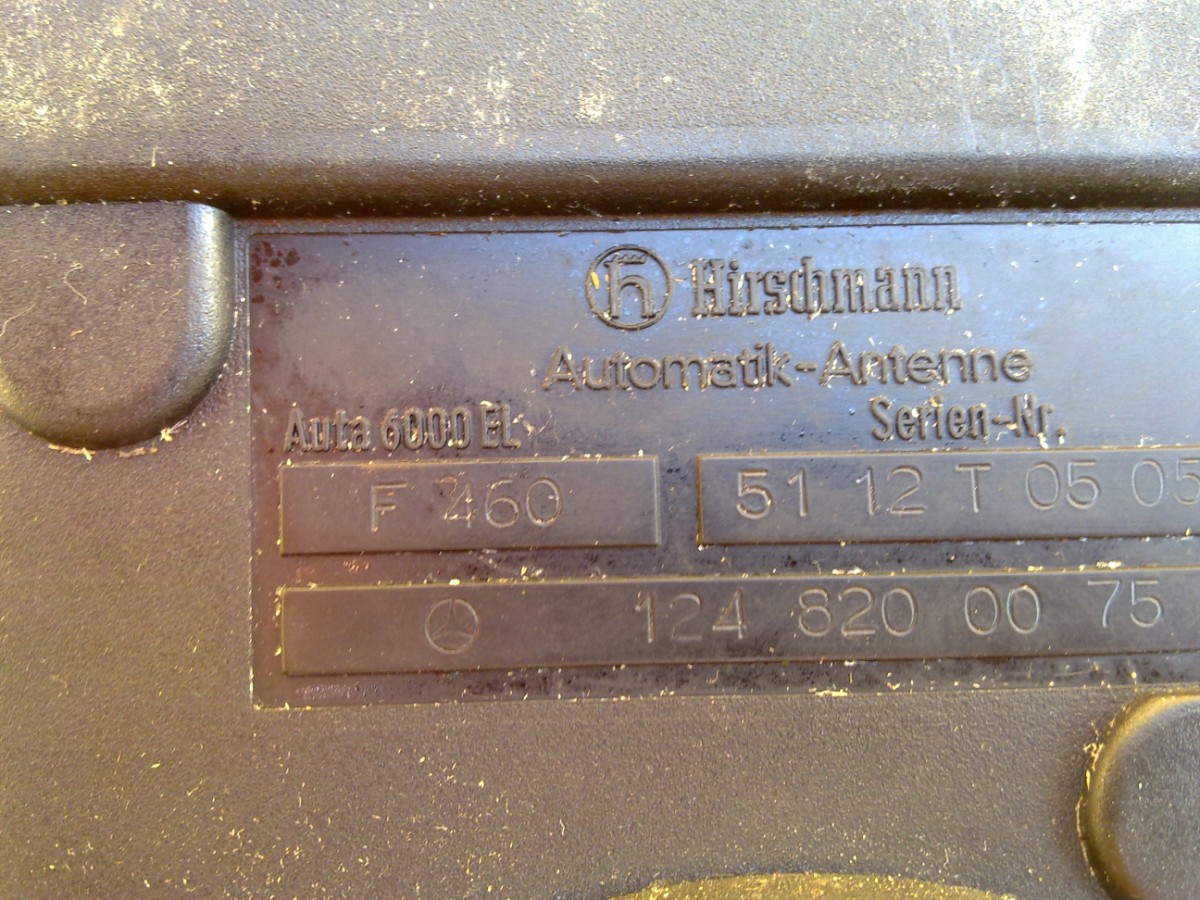 h Hirschmann
Automatik-Antenne
Auta 6000 EL Serien-Nr.
F 460 51 12 T 05 05
124 820 00 75